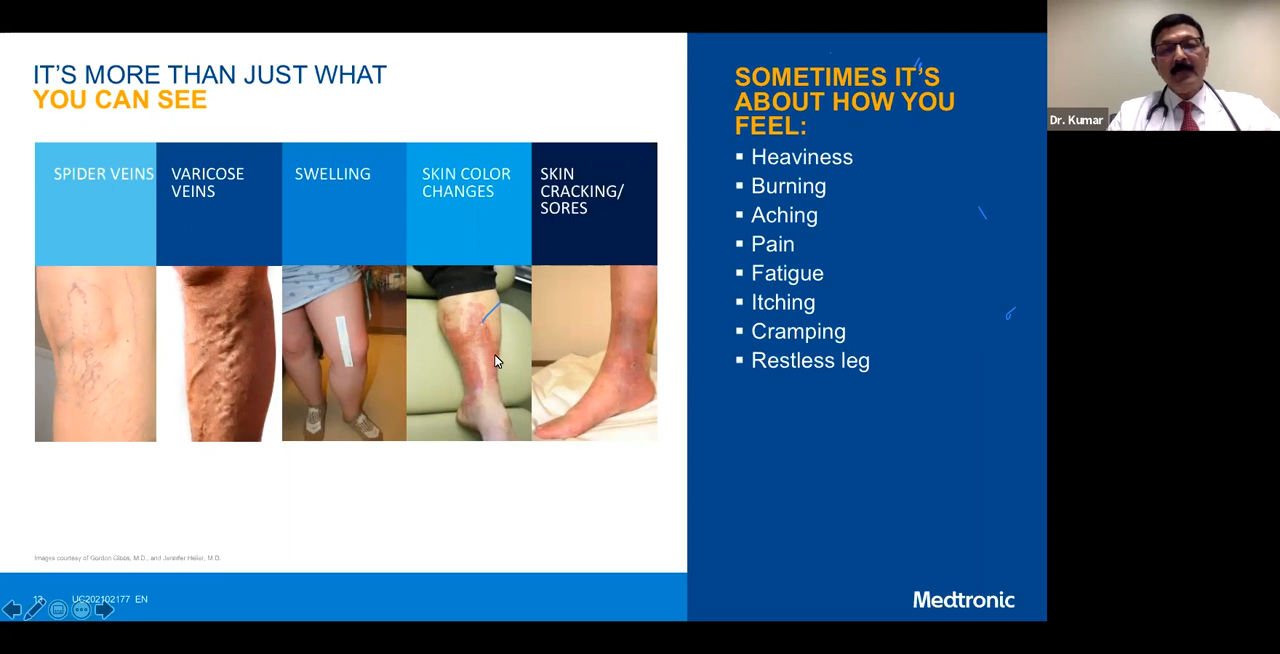 IT'S MORE THAN JUST WHAT
YOU CAN SEE
SPIDER VEINS
VARICOSE
VEINS
SWELLING
SKIN COLOR
CHANGES
SKIN
CRACKING/
SORES
Images courtesy of Gordon Gibbs, M.D., and Jennifer Heller, M.D.
13 UC202102177 EN
SOMETIMES IT'S
ABOUT HOW YOU
FEEL:
▪ Heaviness
▪ Burning
▪ Aching
▪ Pain
▪ Fatigue
▪ Itching
▪ Cramping
▪ Restless leg
Medtronic
Dr. Kumar